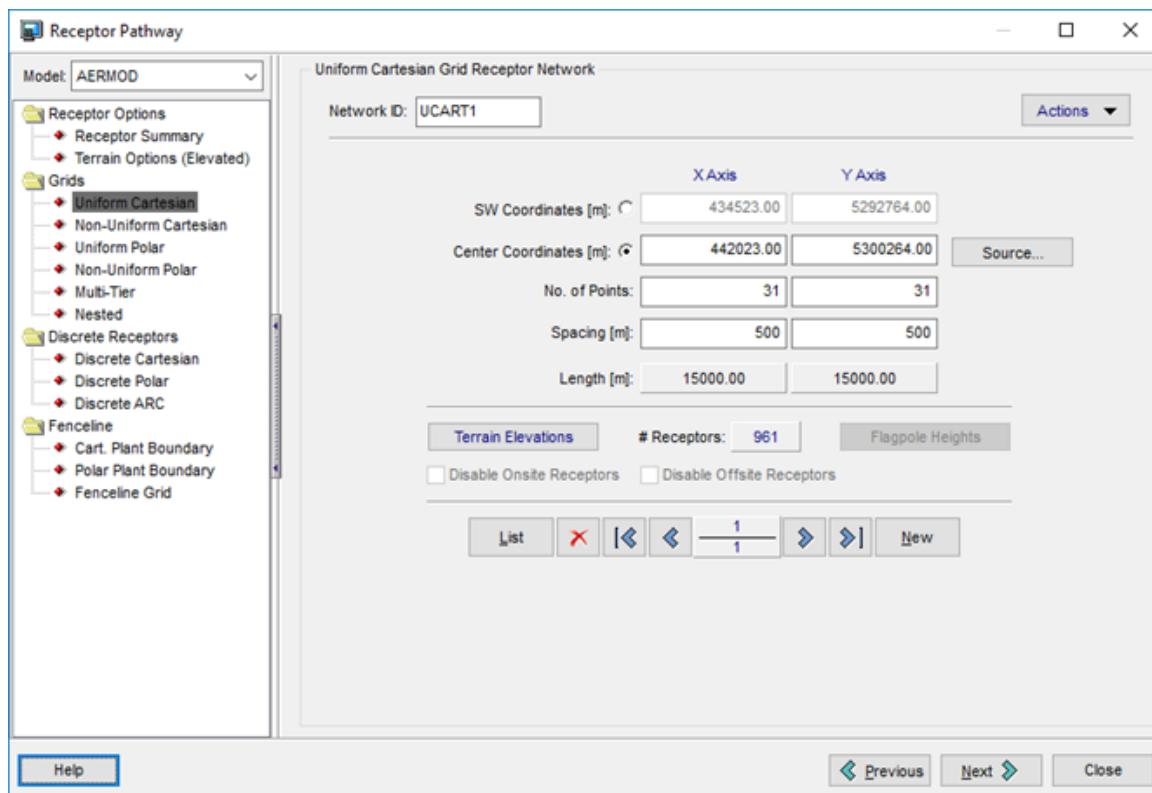 Receptor Pathway
Model: AERMOD
Receptor Options
Receptor Summary
Terrain Options (Elevated)
Grids
Uniform Cartesian
Non-Uniform Cartesian
Uniform Polar
Non-Uniform Polar
Multi-Tier
Nested
Discrete Receptors
Discrete Cartesian
Discrete Polar
Discrete ARC
Fenceline
Cart. Plant Boundary
Polar Plant Boundary
Fenceline Grid
Uniform Cartesian Grid Receptor Network
Network ID: UCART1 Actions
X Axis Y Axis
SW Coordinates [m]: 434523.00 5292764.00
Center Coordinates [m]: 442023.00 5300264.00 Source...
No. of Points: 31 31
Spacing [m]: 500 500
Length [m]: 15000.00 15000.00
Terrain Elevations # Receptors: 961 Flagpole Heights
Disable Onsite Receptors Disable Offsite Receptors
List 1 New
1
Help Previous Next Close